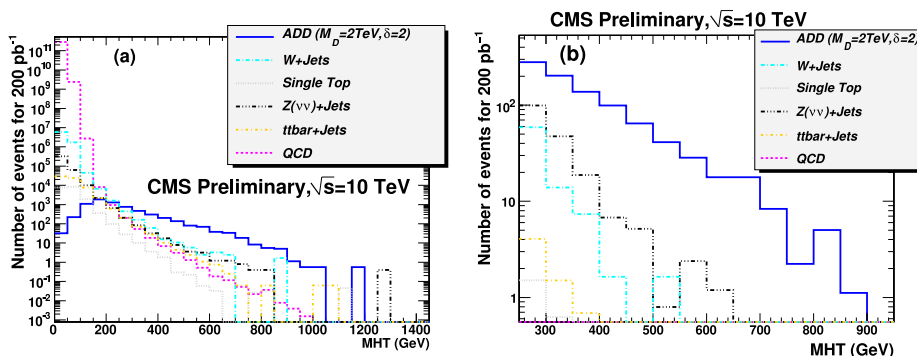 CMS Preliminary,√s=10 TeV
(a)
ADD (M_D=2TeV,δ=2)
W+Jets
Single Top
Z(νν)+Jets
ttbar+Jets
QCD
CMS Preliminary,√s=10 TeV
Number of events for 200 pb⁻¹
10¹¹
10¹⁰
10⁹
10⁸
10⁷
10⁶
10⁵
10⁴
10³
10²
10
1
10⁻¹
10⁻²
10⁻³
0 200 400 600 800 1000 1200 1400
MHT (GeV)
(b)
ADD (M_D=2TeV,δ=2)
W+Jets
Single Top
Z(νν)+Jets
ttbar+Jets
QCD
Number of events for 200 pb⁻¹
10²
10
1
300 400 500 600 700 800 900
MHT (GeV)